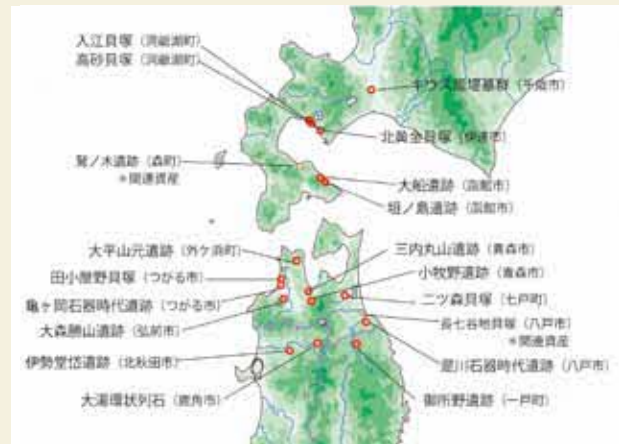 入江貝塚（洞爺湖町）
高砂貝塚（洞爺湖町）
キウス周堤墓群（千歳市）
北黄金貝塚（伊達市）
鷲ノ木遺跡（森町）
＊関連資産
大船遺跡（函館市）
垣ノ島遺跡（函館市）
大平山元遺跡（外ケ浜町）
三内丸山遺跡（青森市）
田小屋野貝塚（つがる市）
小牧野遺跡（青森市）
亀ヶ岡石器時代遺跡（つがる市）
二ツ森貝塚（七戸町）
大森勝山遺跡（弘前市）
長七谷地貝塚（八戸市）
＊関連資産
伊勢堂岱遺跡（北秋田市）
是川石器時代遺跡（八戸市）
大湯環状列石（鹿角市）
御所野遺跡（一戸町）